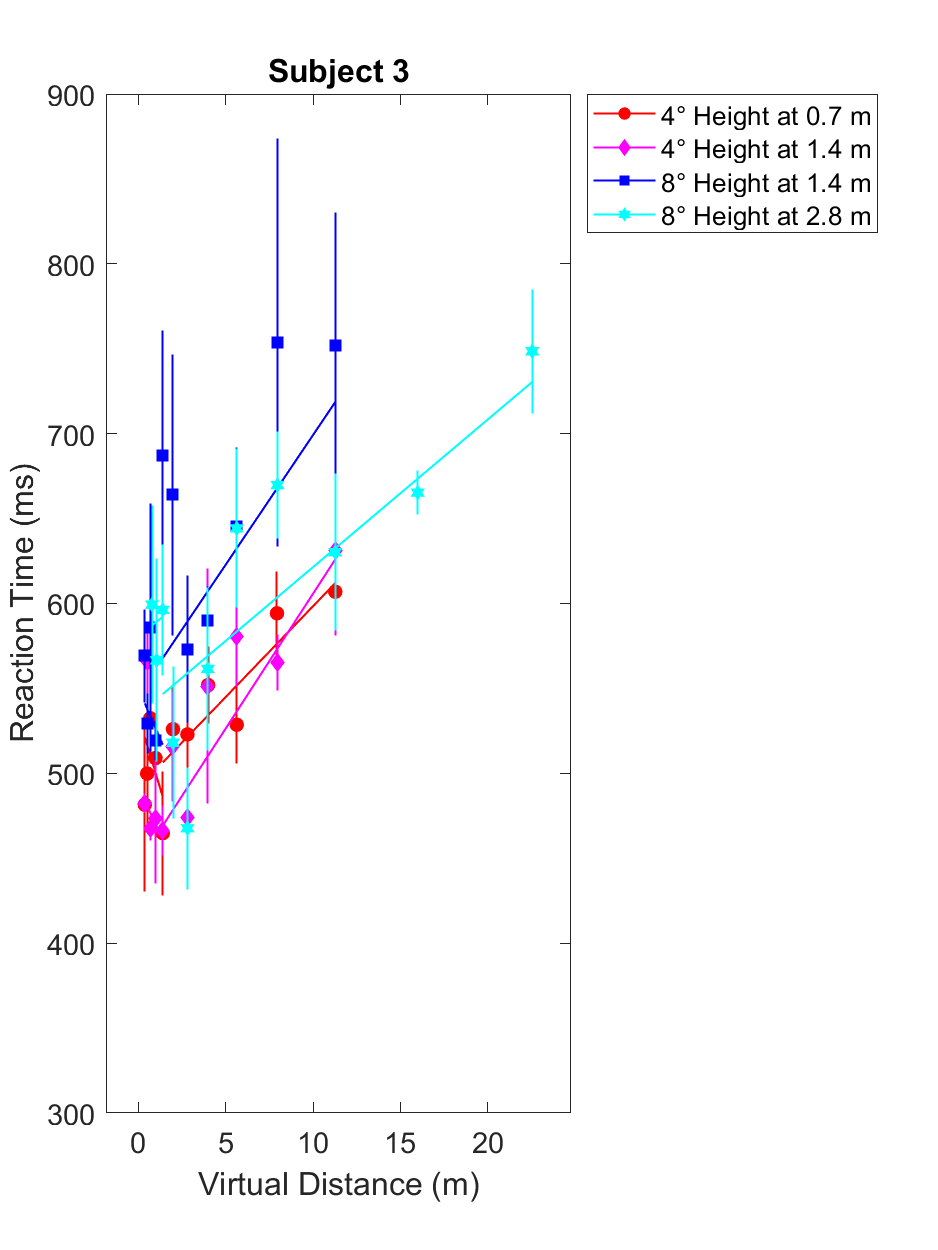 Subject 3
900
800
700
600
500
400
300
0 5 10 15 20
Reaction Time (ms)
Virtual Distance (m)
4° Height at 0.7 m
4° Height at 1.4 m
8° Height at 1.4 m
8° Height at 2.8 m